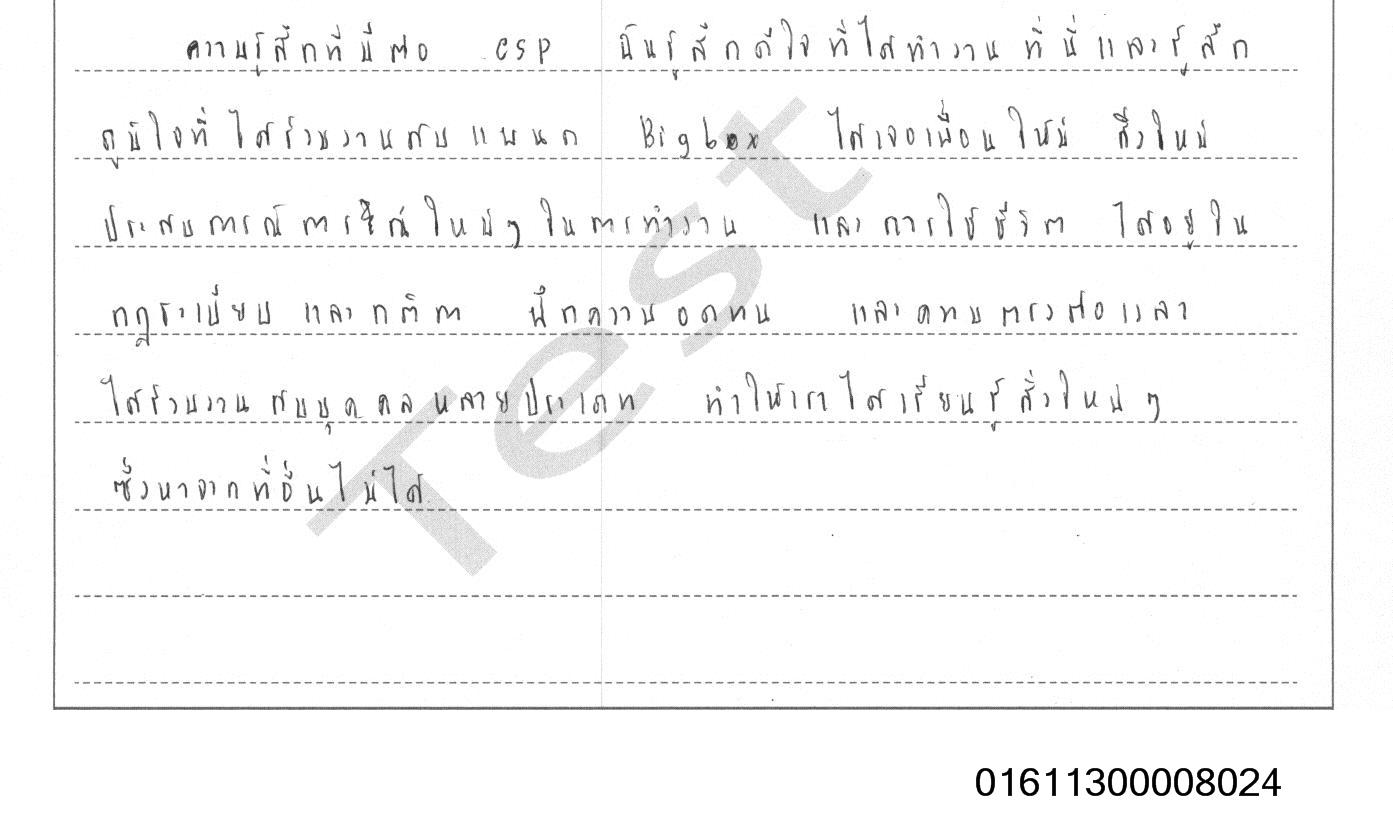 ความรู้สึกที่มีต่อ CSP ฉันรู้สึกดีใจที่ได้ทำงานที่นี่และรู้สึก
ภูมิใจที่ได้ร่วมงานกับแผนก Big box ได้เจอเพื่อนใหม่ สิ่งใหม่
ประสบการณ์การณ์ใหม่ๆ ในการทำงาน และการใช้ชีวิต ได้อยู่ใน
กฎระเบียบ และกติกา ฝึกความอดทน และความตรงต่อเวลา
ได้ร่วมงานกับบุคคลหลายประเภท ทำให้เราได้เรียนรู้สิ่งใหม่ๆ
ซึ่งหาจากที่อื่นไม่ได้
Test
01611300008024